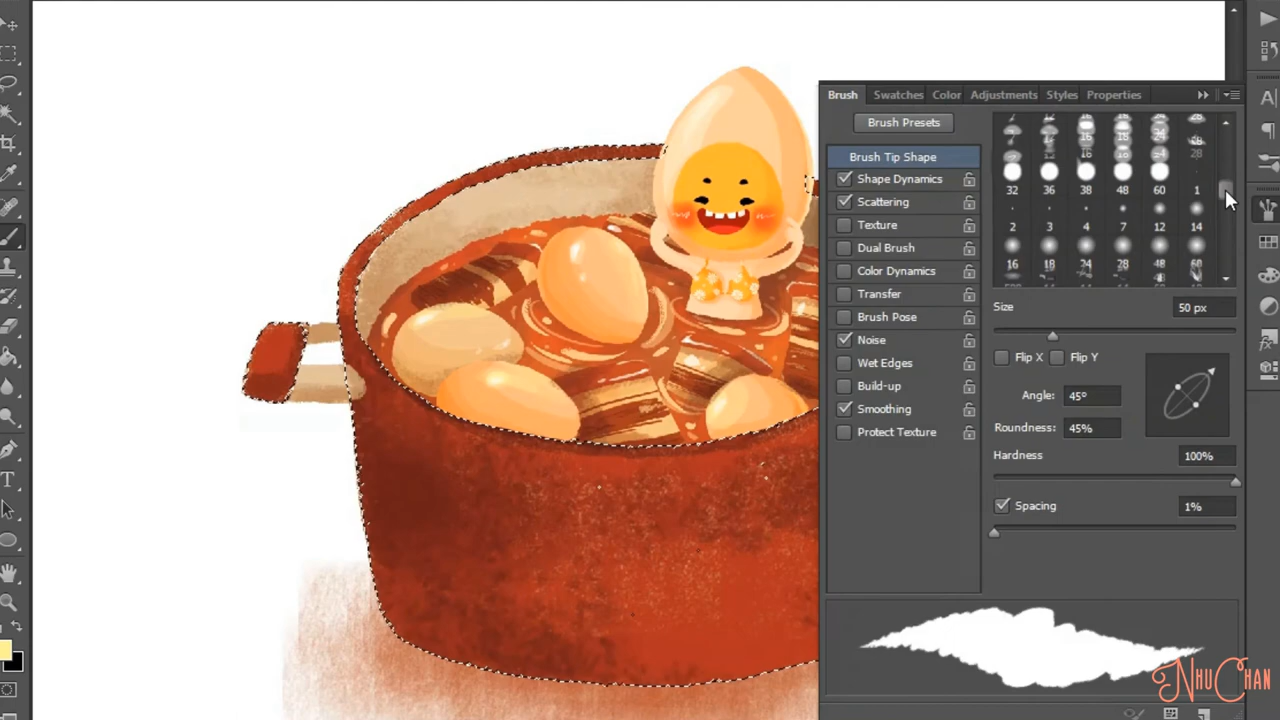 Brush Swatches Color Adjustments Styles Properties
Brush Presets
Brush Tip Shape
Shape Dynamics
Scattering
Texture
Dual Brush
Color Dynamics
Transfer
Brush Pose
Noise
Wet Edges
Build-up
Smoothing
Protect Texture
32 36 38 48 60 1
2 3 4 7 12 14
16 18 24 28 48 60
Size 50 px
Flip X Flip Y
Angle: 45°
Roundness: 45%
Hardness 100%
Spacing 1%
NhuChan